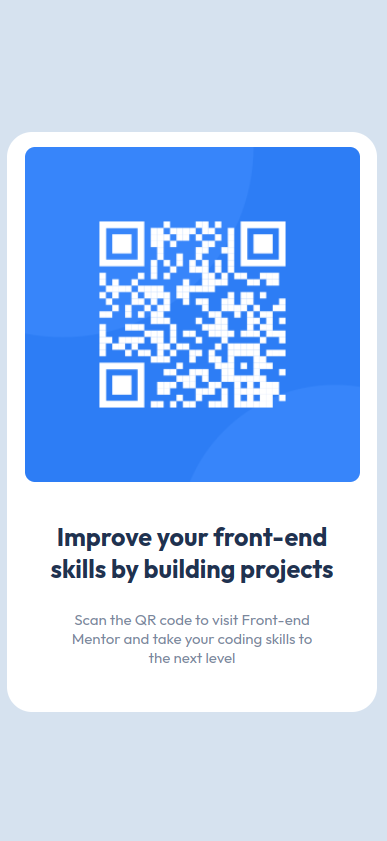 Improve your front-end
skills by building projects
Scan the QR code to visit Front-end
Mentor and take your coding skills to
the next level